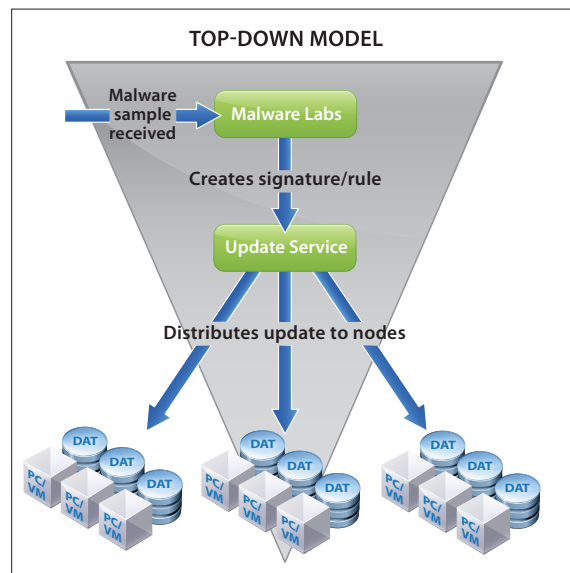 TOP-DOWN MODEL
Malware
sample
received
Malware Labs
Creates signature/rule
Update Service
Distributes update to nodes
DAT
DAT
DAT
PC/
VM
PC/
VM
PC/
VM
DAT
DAT
DAT
PC/
VM
PC/
VM
PC/
VM
DAT
DAT
DAT
PC/
VM
PC/
VM
PC/
VM